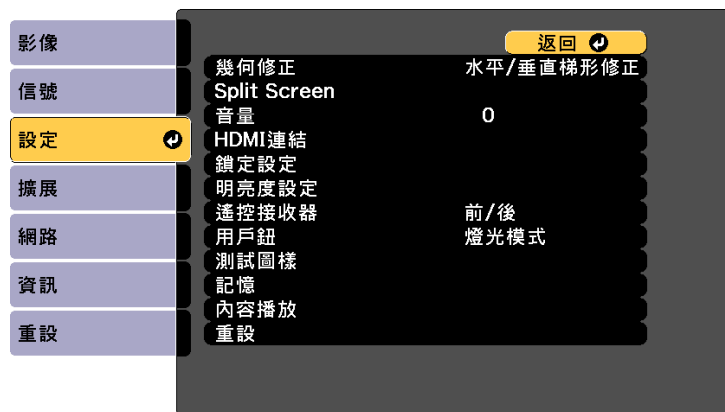 影像
信號
設定
擴展
網路
資訊
重設
返回
幾何修正 水平/垂直梯形修正
Split Screen
音量 0
HDMI連結
鎖定設定
明亮度設定
遙控接收器 前/後
用戶鈕 燈光模式
測試圖樣
記憶
內容播放
重設